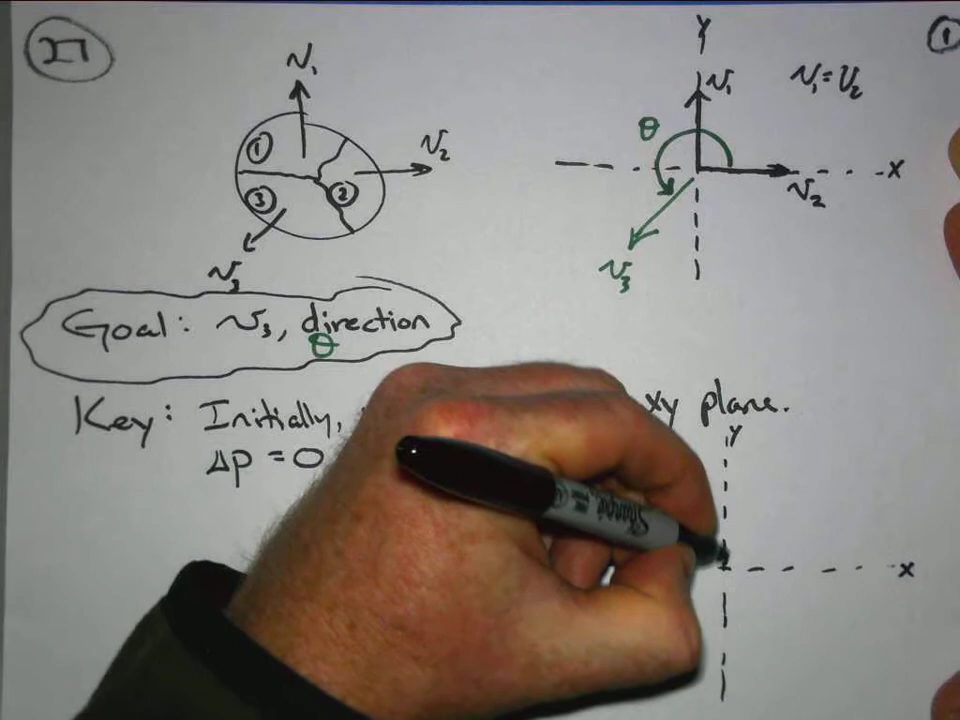 27
1
v₁
v₂
v₃
①
②
③
Y
v₁
v₁ = v₂
θ
x
v₂
v₃
Goal: v₃, direction
θ
Key: Initially, xy plane.
Δp = 0
y
x
Sharpie